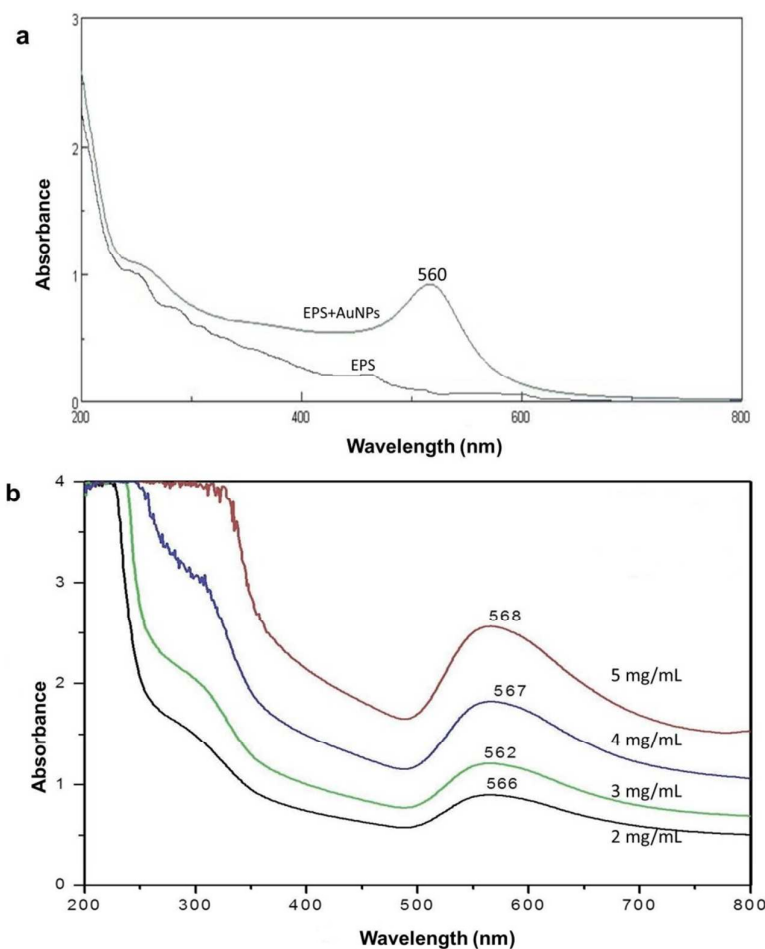 a
3
2
1
0
Absorbance
560
EPS+AuNPs
EPS
200 400 600 800
Wavelength (nm)
b
4
3
2
1
0
Absorbance
568
5 mg/mL
567
4 mg/mL
562
3 mg/mL
566
2 mg/mL
200 300 400 500 600 700 800
Wavelength (nm)